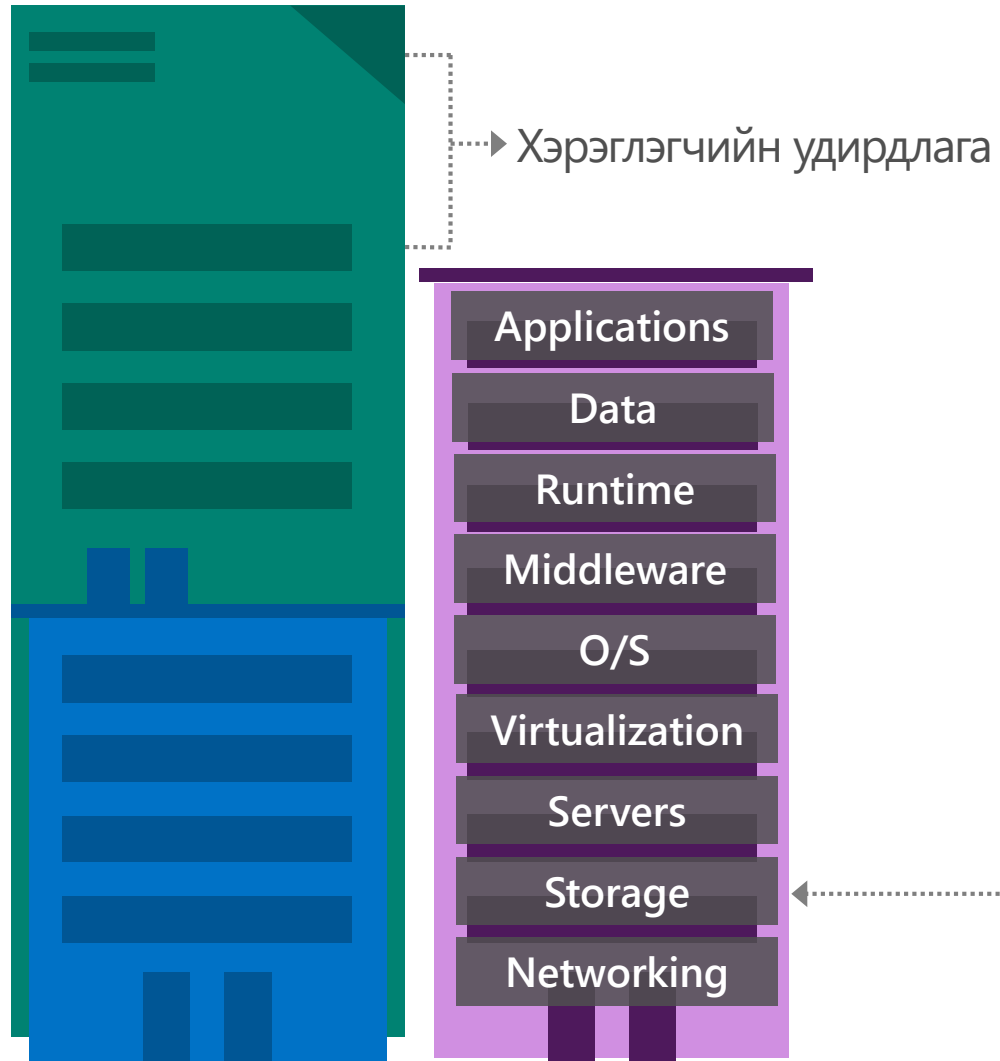 Хэрэглэгчийн удирдлага
Applications
Data
Runtime
Middleware
O/S
Virtualization
Servers
Storage
Networking